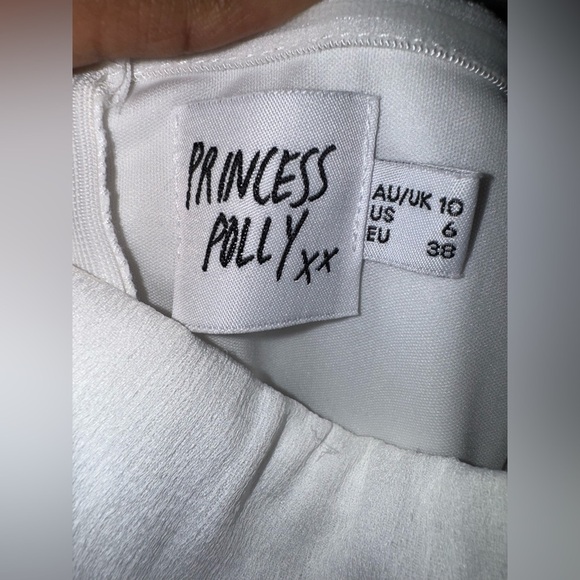 PRINCESS
POLLY xx
AU/UK 10
US 6
EU 38